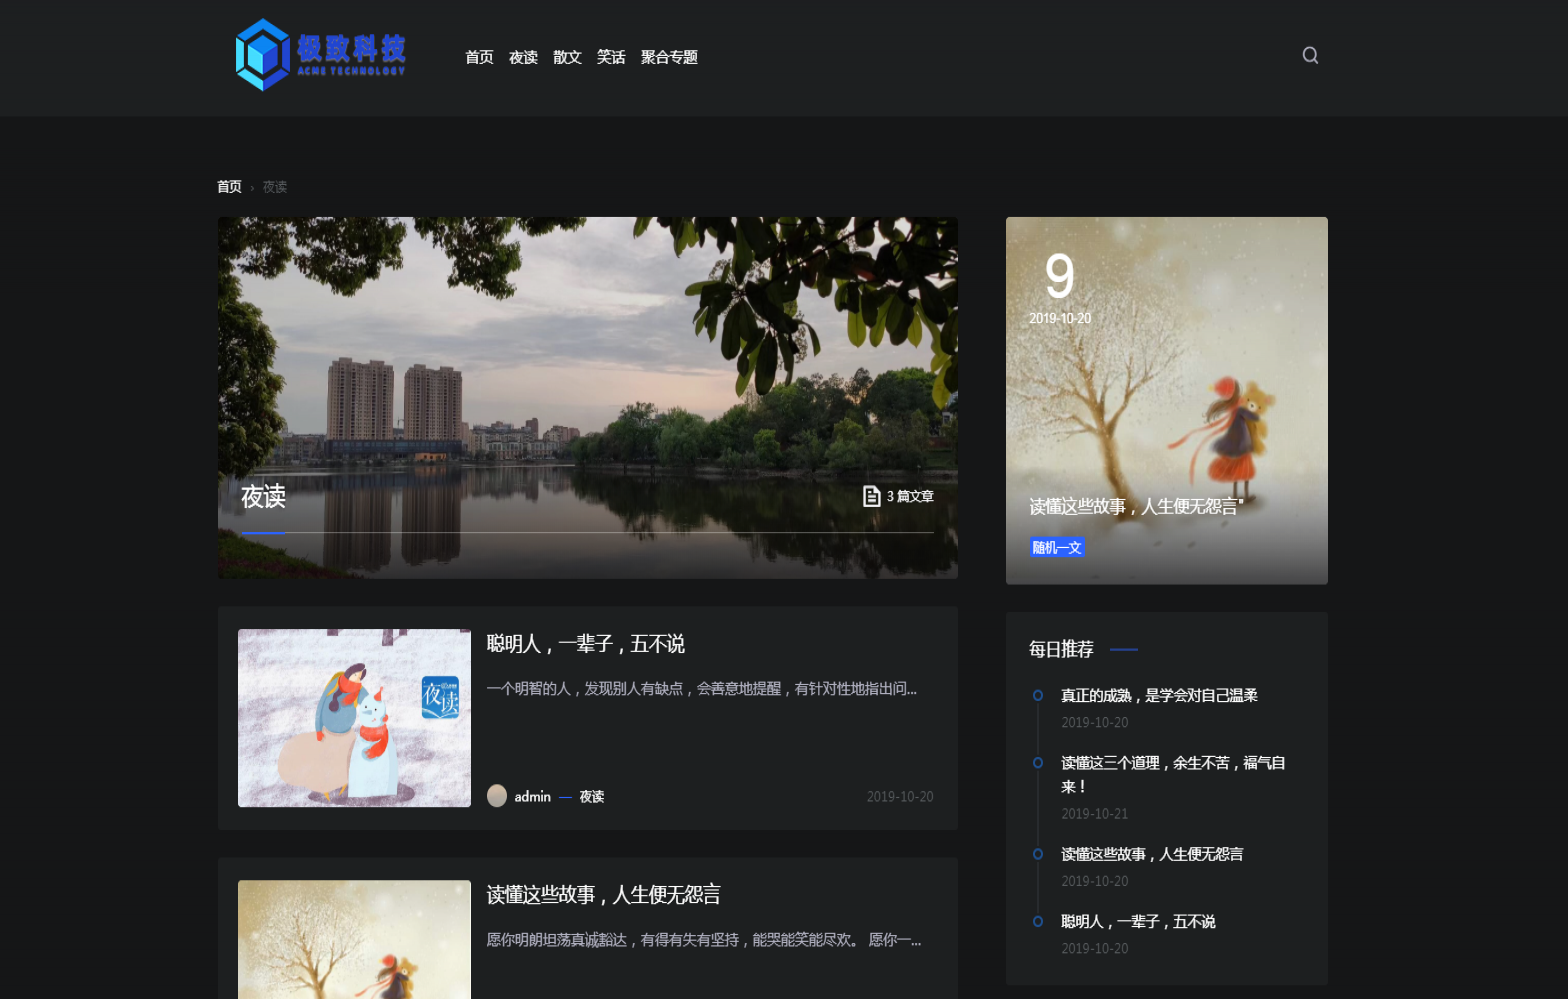 极致科技
ACME TECHNOLOGY
首页 夜读 散文 笑话 聚合专题
首页 › 夜读
夜读
3 篇文章
聪明人，一辈子，五不说
一个明智的人，发现别人有缺点，会善意地提醒，有针对性地指出问...
夜读
admin — 夜读
2019-10-20
读懂这些故事，人生便无怨言
愿你明朗坦荡真诚豁达，有得有失有坚持，能哭能笑能尽欢。 愿你一...
9
2019-10-20
读懂这些故事，人生便无怨言"
随机一文
每日推荐
真正的成熟，是学会对自己温柔
2019-10-20
读懂这三个道理，余生不苦，福气自
来！
2019-10-21
读懂这些故事，人生便无怨言
2019-10-20
聪明人，一辈子，五不说
2019-10-20